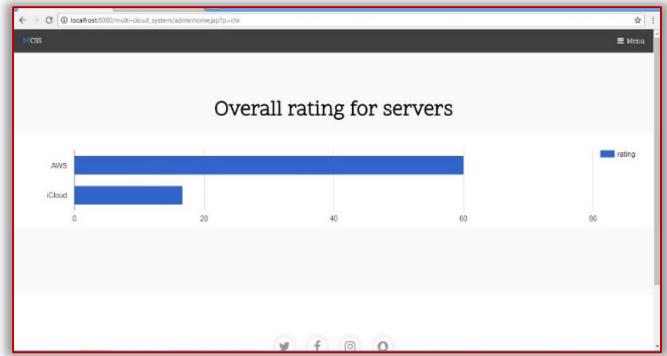 localhost:8080/multi-cloud_system/adminhome.jsp?p=chr
MCSS
Menu
Overall rating for servers
rating
AWS
iCloud
0 20 40 60 80